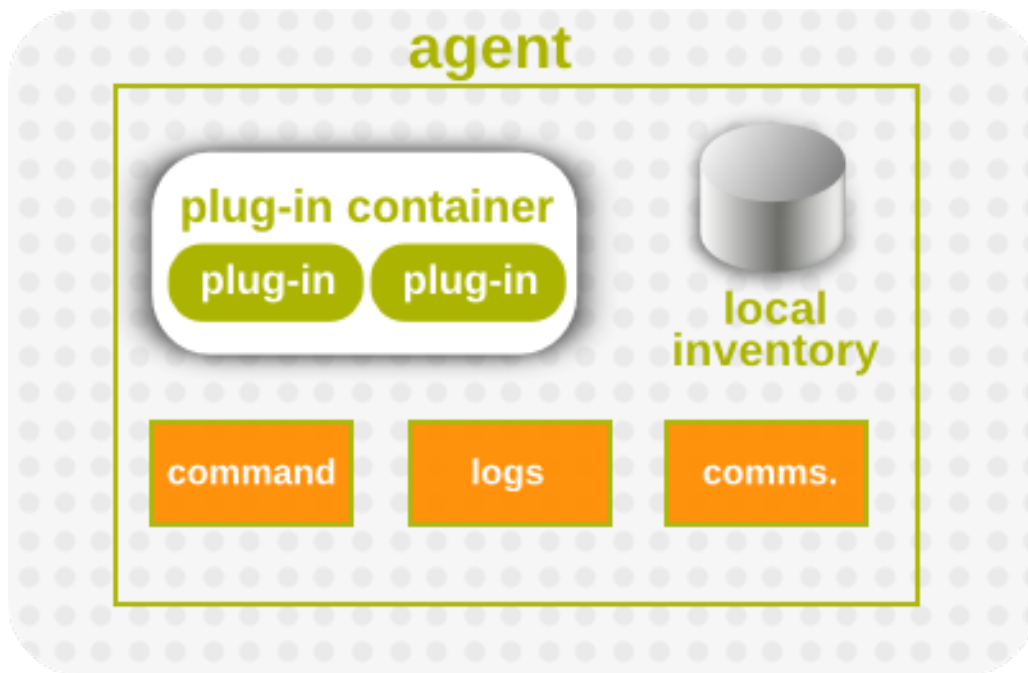 agent
plug-in container
plug-in plug-in
local
inventory
command logs comms.